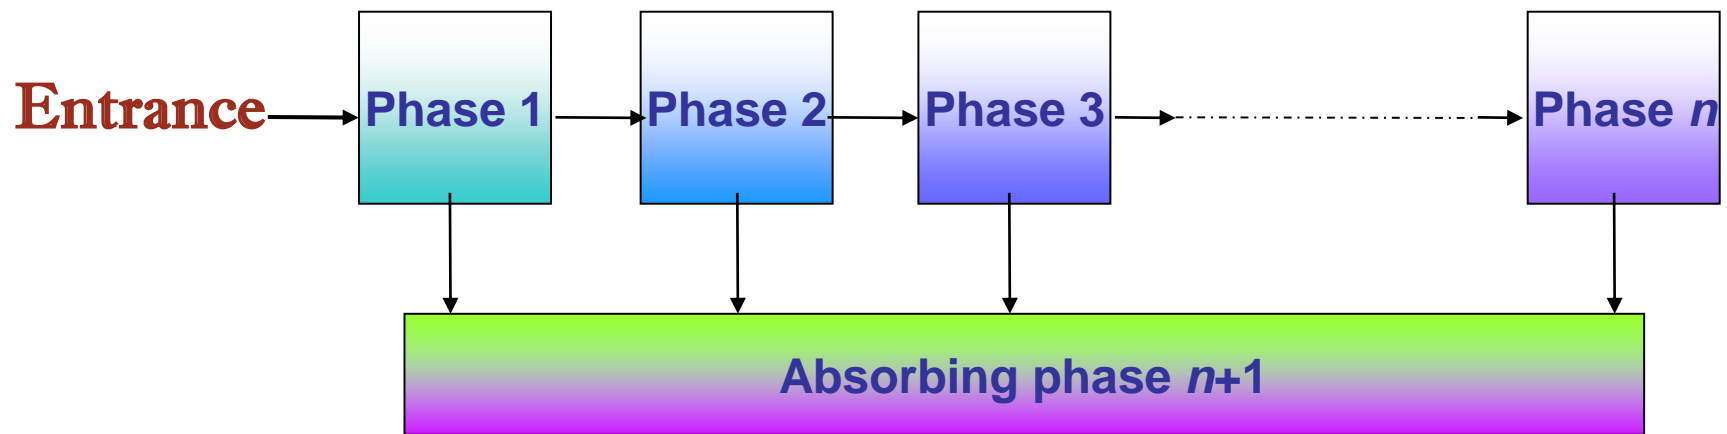 Entrance
Phase 1
Phase 2
Phase 3
Phase n
Absorbing phase n+1